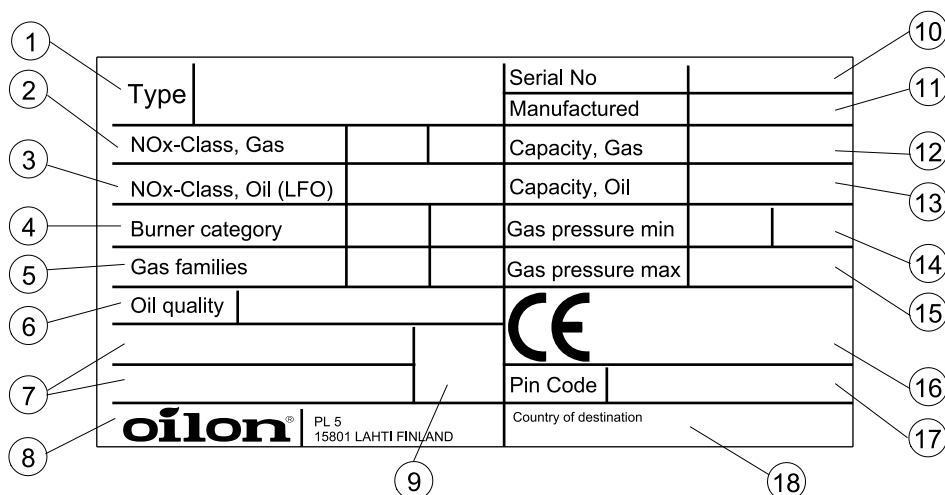 1
Type
2
NOx-Class, Gas
3
NOx-Class, Oil (LFO)
4
Burner category
5
Gas families
6
Oil quality
7
8
oilon®
PL 5
15801 LAHTI FINLAND
9
Serial No
10
Manufactured
11
Capacity, Gas
12
Capacity, Oil
13
Gas pressure min
14
Gas pressure max
15
CE
16
Pin Code
17
Country of destination
18